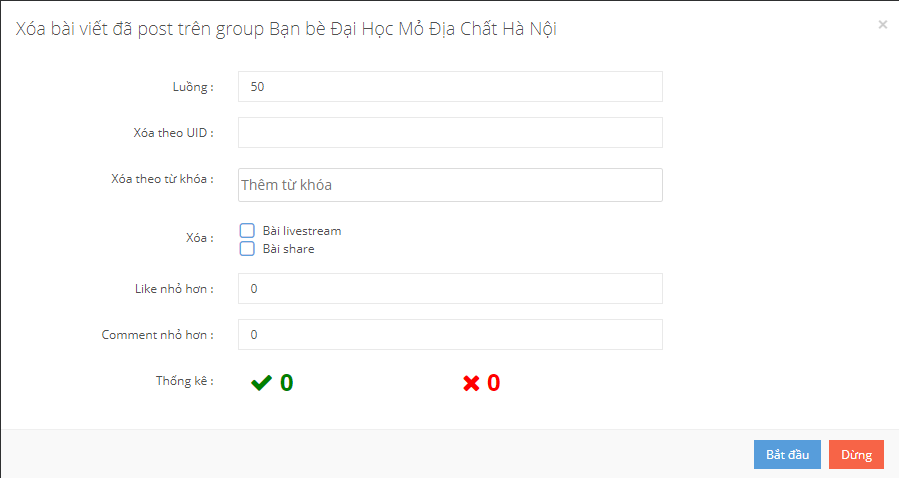 Xóa bài viết đã post trên group Bạn bè Đại Học Mỏ Địa Chất Hà Nội
×
Luồng :
50
Xóa theo UID :
Xóa theo từ khóa :
Thêm từ khóa
Xóa :
Bài livestream
Bài share
Like nhỏ hơn :
0
Comment nhỏ hơn :
0
Thống kê :
✔ 0
✖ 0
Bắt đầu
Dừng